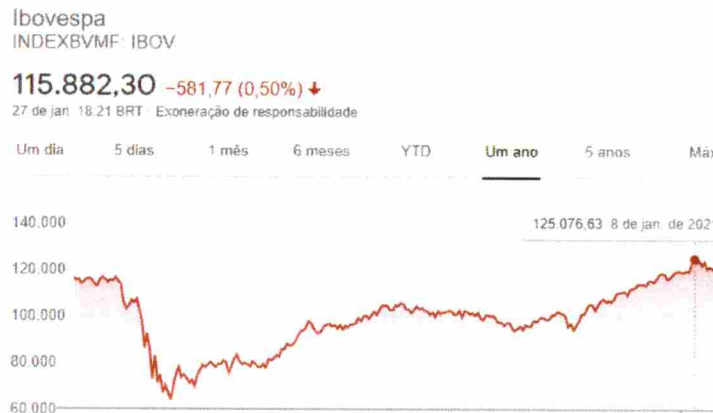 Ibovespa
INDEXBVMF: IBOV
115.882,30 −581,77 (0,50%) ↓
27 de jan 18:21 BRT · Exoneração de responsabilidade
Um dia 5 dias 1 mês 6 meses YTD Um ano 5 anos Máx
140.000
125.076,63 8 de jan. de 2021
120.000
100.000
80.000
60.000